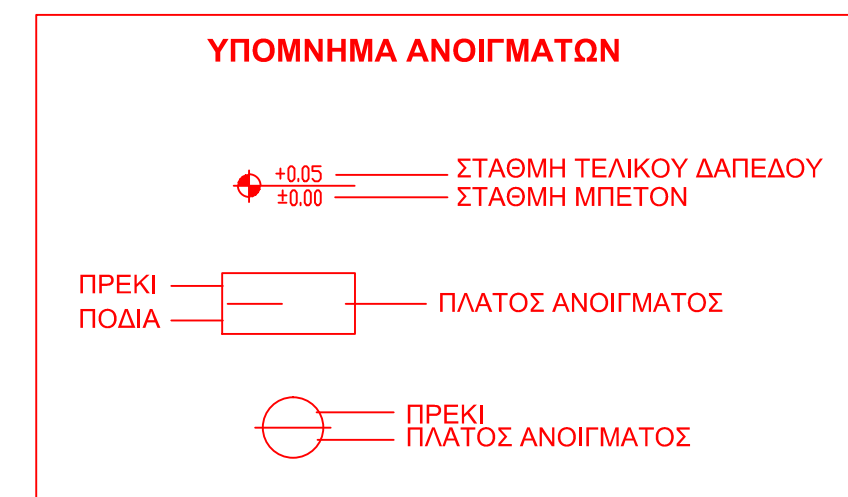 ΥΠΟΜΝΗΜΑ ΑΝΟΙΓΜΑΤΩΝ
+0.05 ΣΤΑΘΜΗ ΤΕΛΙΚΟΥ ΔΑΠΕΔΟΥ
±0.00 ΣΤΑΘΜΗ ΜΠΕΤΟΝ
ΠΡΕΚΙ
ΠΟΔΙΑ
ΠΛΑΤΟΣ ΑΝΟΙΓΜΑΤΟΣ
ΠΡΕΚΙ
ΠΛΑΤΟΣ ΑΝΟΙΓΜΑΤΟΣ